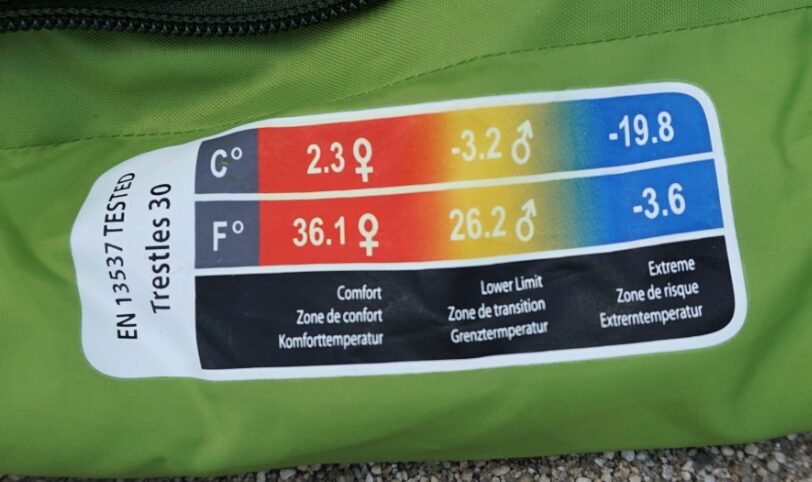 EN 13537 TESTED
Trestles 30
C° 2.3 ♀ -3.2 ♂ -19.8
F° 36.1 ♀ 26.2 ♂ -3.6
Comfort
Zone de confort
Komforttemperatur
Lower Limit
Zone de transition
Grenztermperatur
Extreme
Zone de risque
Extrerntemperatur